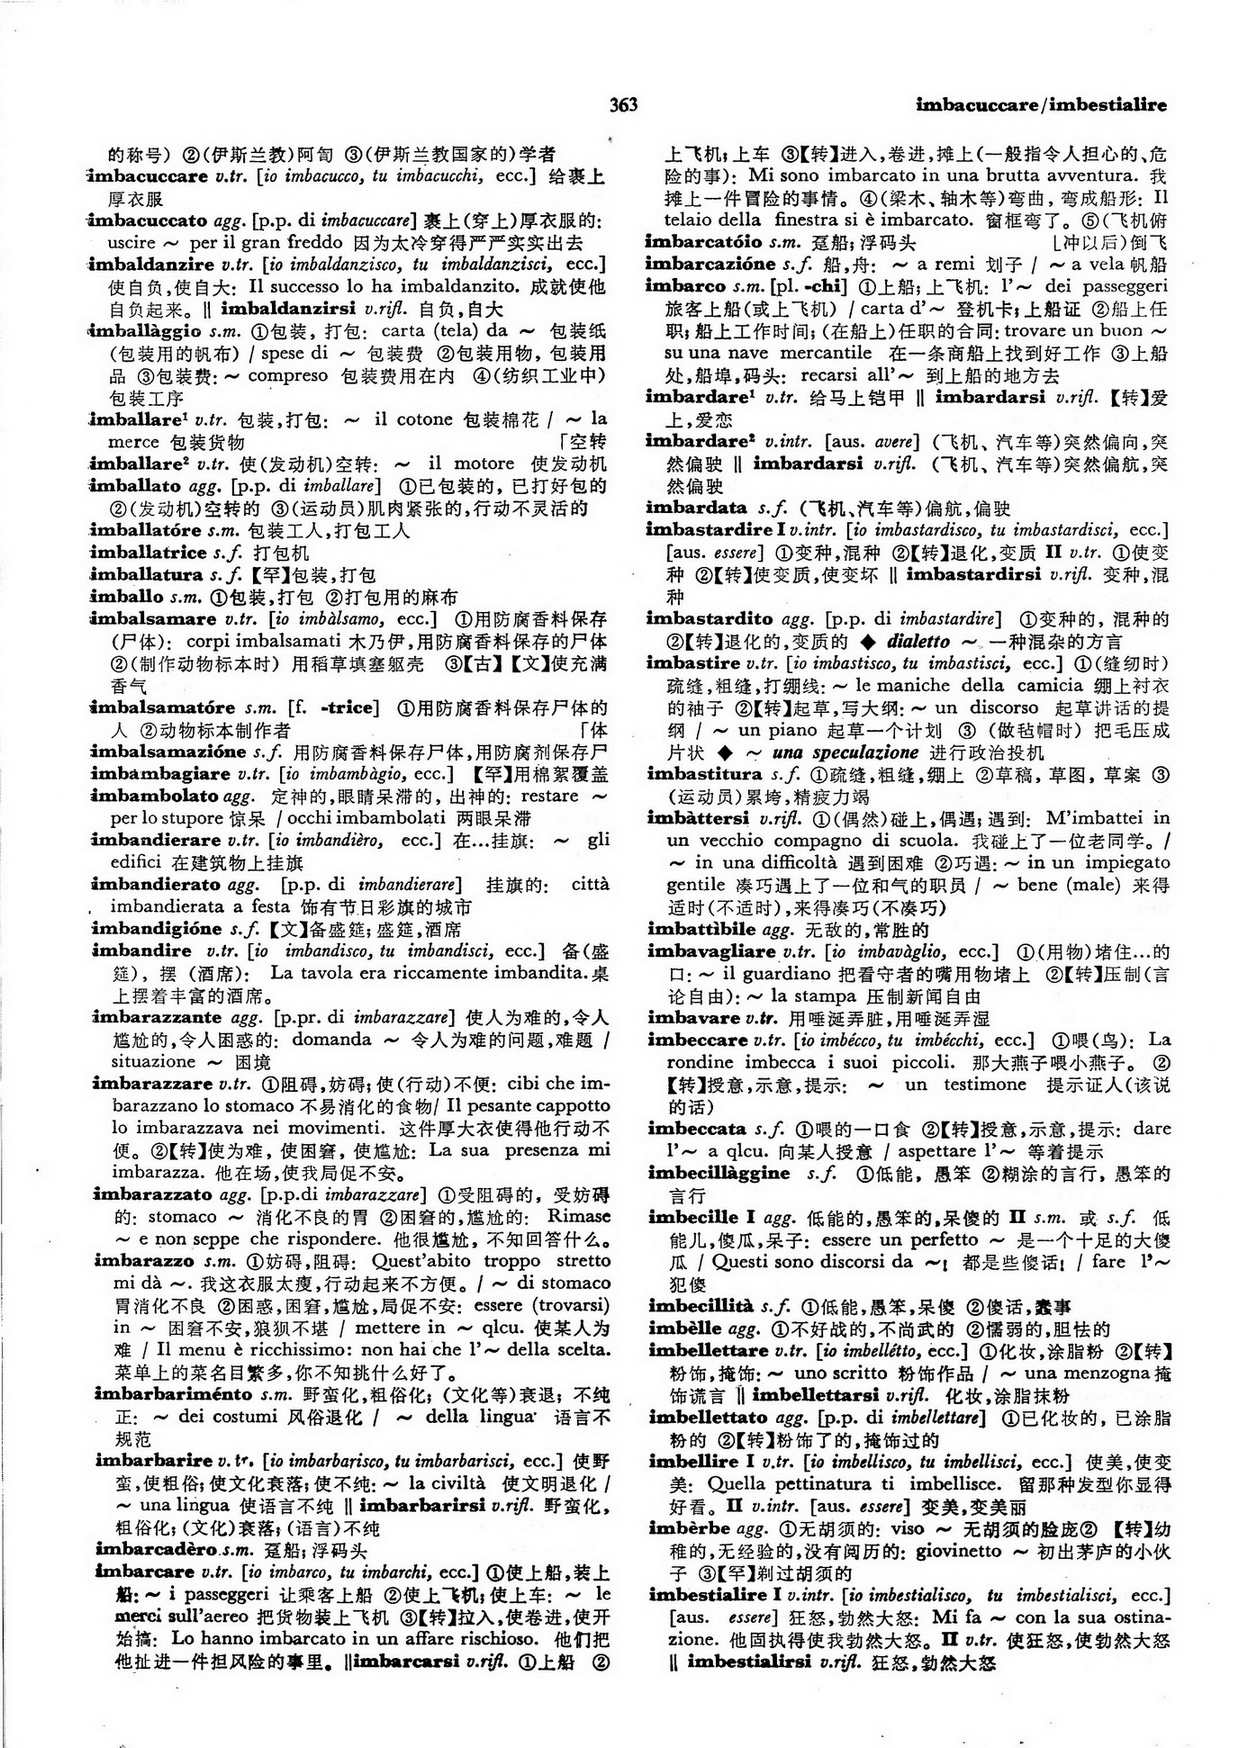 363
imbacuccare/imbestialire
的称号) ②(伊斯兰教)阿訇 ③(伊斯兰教国家的)学者
imbacuccare v.tr. [io imbacucco, tu imbacucchi, ecc.] 给裹上
厚衣服
imbacuccato agg. [p.p. di imbacuccare] 裹上(穿上)厚衣服的:
uscire ~ per il gran freddo 因为太冷穿得严严实实出去
imbaldanzire v.tr. [io imbaldanzisco, tu imbaldanzisci, ecc.]
使自负,使自大: Il successo lo ha imbaldanzito. 成就使他
自负起来。‖ imbaldanzirsi v.rifl. 自负,自大
imballàggio s.m. ①包装, 打包: carta (tela) da ~ 包装纸
(包装用的帆布) / spese di ~ 包装费 ②包装用物, 包装用
品 ③包装费: ~ compreso 包装费用在内 ④(纺织工业中)
包装工序
imballare¹ v.tr. 包装,打包: ~ il cotone 包装棉花 / ~ la
merce 包装货物 「空转
imballare² v.tr. 使(发动机)空转: ~ il motore 使发动机
imballato agg. [p.p. di imballare] ①已包装的, 已打好包的
②(发动机)空转的 ③(运动员)肌肉紧张的,行动不灵活的
imballatóre s.m. 包装工人,打包工人
imballatrice s.f. 打包机
imballatura s.f. 【罕】包装,打包
imballo s.m. ①包装,打包 ②打包用的麻布
imbalsamare v.tr. [io imbàlsamo, ecc.] ①用防腐香料保存
(尸体): corpi imbalsamati 木乃伊,用防腐香料保存的尸体
②(制作动物标本时) 用稻草填塞躯壳 ③【古】【文】使充满
香气
imbalsamatóre s.m. [f. -trice] ①用防腐香料保存尸体的
人 ②动物标本制作者 「体
imbalsamazióne s.f. 用防腐香料保存尸体,用防腐剂保存尸
imbambagiare v.tr. [io imbambàgio, ecc.] 【罕】用棉絮覆盖
imbambolato agg. 定神的,眼睛呆滞的, 出神的: restare ~
per lo stupore 惊呆 / occhi imbambolati 两眼呆滞
imbandierare v.tr. [io imbandièro, ecc.] 在…挂旗: ~ gli
edifici 在建筑物上挂旗
imbandierato agg. [p.p. di imbandierare] 挂旗的: città
imbandierata a festa 饰有节日彩旗的城市
imbandigióne s.f. 【文】备盛筵; 盛筵,酒席
imbandire v.tr. [io imbandisco, tu imbandisci, ecc.] 备(盛
筵), 摆 (酒席): La tavola era riccamente imbandita. 桌
上摆着丰富的酒席。
imbarazzante agg. [p.pr. di imbarazzare] 使人为难的,令人
尴尬的,令人困惑的: domanda ~ 令人为难的问题,难题 /
situazione ~ 困境
imbarazzare v.tr. ①阻碍,妨碍; 使(行动)不便: cibi che im-
barazzano lo stomaco 不易消化的食物/ Il pesante cappotto
lo imbarazzava nei movimenti. 这件厚大衣使得他行动不
便。②【转】使为难, 使困窘, 使尴尬: La sua presenza mi
imbarazza. 他在场,使我局促不安。
imbarazzato agg. [p.p.di imbarazzare] ①受阻碍的, 受妨碍
的: stomaco ~ 消化不良的胃 ②困窘的,尴尬的: Rimase
~ e non seppe che rispondere. 他很尴尬, 不知回答什么。
imbarazzo s.m. ①妨碍,阻碍: Quest'abito troppo stretto
mi dà ~. 我这衣服太瘦,行动起来不方便。/ ~ di stomaco
胃消化不良 ②困惑,困窘,尴尬,局促不安: essere (trovarsi)
in ~ 困窘不安,狼狈不堪 / mettere in ~ qlcu. 使某人为
难 / Il menu è ricchissimo: non hai che l'~ della scelta.
菜单上的菜名目繁多,你不知挑什么好了。
imbarbariménto s.m. 野蛮化,粗俗化; (文化等)衰退; 不纯
正: ~ dei costumi 风俗退化 / ~ della lingua 语言不
规范
imbarbarire v.tr. [io imbarbarisco, tu imbarbarisci, ecc.] 使野
蛮,使粗俗; 使文化衰落; 使不纯: ~ la civiltà 使文明退化 /
~ una lingua 使语言不纯 ‖ imbarbarirsi v.rifl. 野蛮化,
粗俗化; (文化)衰落; (语言)不纯
imbarcadèro s.m. 趸船; 浮码头
imbarcare v.tr. [io imbarco, tu imbarchi, ecc.] ①使上船,装上
船: ~ i passeggeri 让乘客上船 ②使上飞机; 使上车: ~ le
merci sull'aereo 把货物装上飞机 ③【转】拉入,使卷进,使开
始搞: Lo hanno imbarcato in un affare rischioso. 他们把
他扯进一件担风险的事里。‖imbarcarsi v.rifl. ①上船 ②
上飞机; 上车 ③【转】进入,卷进,摊上(一般指令人担心的、危
险的事): Mi sono imbarcato in una brutta avventura. 我
摊上一件冒险的事情。④(梁木、轴木等)弯曲, 弯成船形: Il
telaio della finestra si è imbarcato. 窗框弯了。⑤(飞机俯
imbarcatóio s.m. 趸船; 浮码头 ⌊冲以后)倒飞
imbarcazióne s.f. 船,舟: ~ a remi 划子 / ~ a vela 帆船
imbarco s.m. [pl. -chi] ①上船; 上飞机: l'~ dei passeggeri
旅客上船(或上飞机) / carta d'~ 登机卡; 上船证 ②船上任
职; 船上工作时间; (在船上)任职的合同: trovare un buon ~
su una nave mercantile 在一条商船上找到好工作 ③上船
处,船埠,码头: recarsi all'~ 到上船的地方去
imbardare¹ v.tr. 给马上铠甲 ‖ imbardarsi v.rifl. 【转】爱
上,爱恋
imbardare² v.intr. [aus. avere] (飞机、汽车等)突然偏向,突
然偏驶 ‖ imbardarsi v.rifl. (飞机、汽车等)突然偏航,突
然偏驶
imbardata s.f. (飞机、汽车等)偏航,偏驶
imbastardire I v.intr. [io imbastardisco, tu imbastardisci, ecc.]
[aus. essere] ①变种,混种 ②【转】退化,变质 II v.tr. ①使变
种 ②【转】使变质,使变坏 ‖ imbastardirsi v.rifl. 变种,混
种
imbastardito agg. [p.p. di imbastardire] ①变种的, 混种的
②【转】退化的,变质的 ◆ dialetto ~ 一种混杂的方言
imbastire v.tr. [io imbastisco, tu imbastisci, ecc.] ①(缝纫时)
疏缝,粗缝,打绷线: ~ le maniche della camicia 绷上衬衣
的袖子 ②【转】起草,写大纲: ~ un discorso 起草讲话的提
纲 / ~ un piano 起草一个计划 ③ (做毡帽时) 把毛压成
片状 ◆ ~ una speculazione 进行政治投机
imbastitura s.f. ①疏缝,粗缝,绷上 ②草稿, 草图, 草案 ③
(运动员)累垮,精疲力竭
imbàttersi v.rifl. ①(偶然)碰上,偶遇; 遇到: M'imbattei in
un vecchio compagno di scuola. 我碰上了一位老同学。/
~ in una difficoltà 遇到困难 ②巧遇: ~ in un impiegato
gentile 凑巧遇上了一位和气的职员 / ~ bene (male) 来得
适时(不适时),来得凑巧(不凑巧)
imbattìbile agg. 无敌的,常胜的
imbavagliare v.tr. [io imbavàglio, ecc.] ①(用物)堵住…的
口: ~ il guardiano 把看守者的嘴用物堵上 ②【转】压制(言
论自由): ~ la stampa 压制新闻自由
imbavare v.tr. 用唾涎弄脏,用唾涎弄湿
imbeccare v.tr. [io imbécco, tu imbécchi, ecc.] ①喂(鸟): La
rondine imbecca i suoi piccoli. 那大燕子喂小燕子。 ②
【转】授意,示意,提示: ~ un testimone 提示证人(该说
的话)
imbeccata s.f. ①喂的一口食 ②【转】授意,示意,提示: dare
l'~ a qlcu. 向某人授意 / aspettare l'~ 等着提示
imbecillàggine s.f. ①低能, 愚笨 ②糊涂的言行, 愚笨的
言行
imbecille I agg. 低能的,愚笨的,呆傻的 II s.m. 或 s.f. 低
能儿,傻瓜,呆子: essere un perfetto ~ 是一个十足的大傻
瓜 / Questi sono discorsi da ~! 都是些傻话! / fare l'~
犯傻
imbecillità s.f. ①低能,愚笨,呆傻 ②傻话,蠢事
imbèlle agg. ①不好战的,不尚武的 ②懦弱的,胆怯的
imbellettare v.tr. [io imbellétto, ecc.] ①化妆,涂脂粉 ②【转】
粉饰,掩饰: ~ uno scritto 粉饰作品 / ~ una menzogna 掩
饰谎言 ‖ imbellettarsi v.rifl. 化妆,涂脂抹粉
imbellettato agg. [p.p. di imbellettare] ①已化妆的, 已涂脂
粉的 ②【转】粉饰了的,掩饰过的
imbellire I v.tr. [io imbellisco, tu imbellisci, ecc.] 使美,使变
美: Quella pettinatura ti imbellisce. 留那种发型你显得
好看。II v.intr. [aus. essere] 变美,变美丽
imbèrbe agg. ①无胡须的: viso ~ 无胡须的脸庞② 【转】幼
稚的,无经验的,没有阅历的: giovinetto ~ 初出茅庐的小伙
子 ③【罕】剃过胡须的
imbestialire I v.intr. [io imbestialisco, tu imbestialisci, ecc.]
[aus. essere] 狂怒,勃然大怒: Mi fa ~ con la sua ostina-
zione. 他固执得使我勃然大怒。II v.tr. 使狂怒,使勃然大怒
‖ imbestialirsi v.rifl. 狂怒,勃然大怒